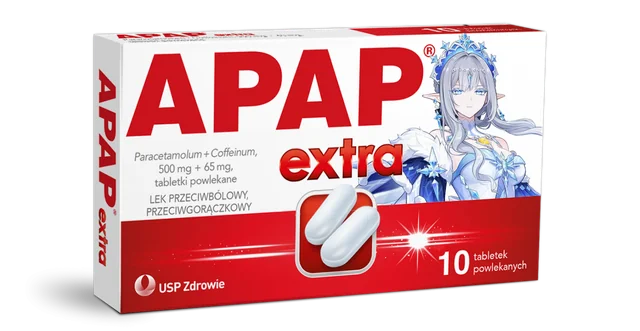 APAP®
extra
Paracetamolum + Coffeinum,
500 mg + 65 mg,
tabletki powlekane
LEK PRZECIWBÓLOWY,
PRZECIWGORĄCZKOWY
10 tabletek
powlekanych
USP Zdrowie
APAP®
extra